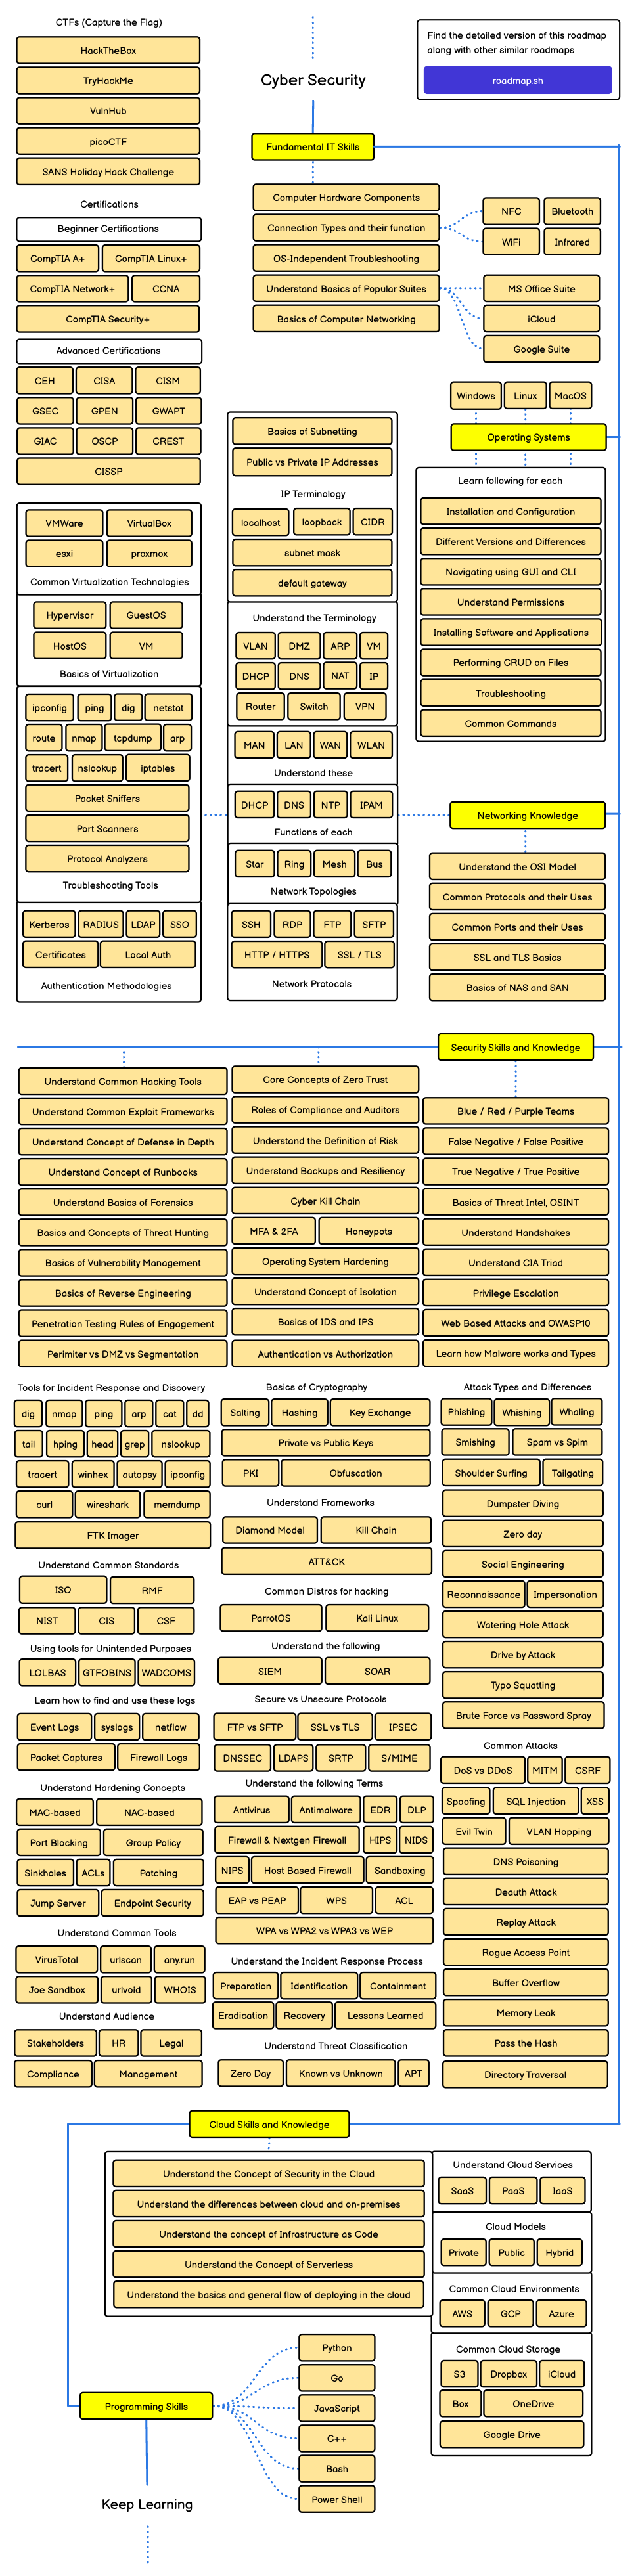 CTFs (Capture the Flag)
HackTheBox
TryHackMe
VulnHub
picoCTF
SANS Holiday Hack Challenge
Cyber Security
Find the detailed version of this roadmap
along with other similar roadmaps
roadmap.sh
Fundamental IT Skills
Computer Hardware Components
Connection Types and their function
OS-Independent Troubleshooting
Understand Basics of Popular Suites
Basics of Computer Networking
NFC
Bluetooth
WiFi
Infrared
MS Office Suite
iCloud
Google Suite
Certifications
Beginner Certifications
CompTIA A+
CompTIA Linux+
CompTIA Network+
CCNA
CompTIA Security+
Advanced Certifications
CEH
CISA
CISM
GSEC
GPEN
GWAPT
GIAC
OSCP
CREST
CISSP
Windows
Linux
MacOS
Operating Systems
Learn following for each
Installation and Configuration
Different Versions and Differences
Navigating using GUI and CLI
Understand Permissions
Installing Software and Applications
Performing CRUD on Files
Troubleshooting
Common Commands
Basics of Subnetting
Public vs Private IP Addresses
IP Terminology
localhost
loopback
CIDR
subnet mask
default gateway
Understand the Terminology
VLAN
DMZ
ARP
VM
DHCP
DNS
NAT
IP
Router
Switch
VPN
MAN
LAN
WAN
WLAN
Understand these
DHCP
DNS
NTP
IPAM
Functions of each
Star
Ring
Mesh
Bus
Network Topologies
SSH
RDP
FTP
SFTP
HTTP / HTTPS
SSL / TLS
Network Protocols
VMWare
VirtualBox
esxi
proxmox
Common Virtualization Technologies
Hypervisor
GuestOS
HostOS
VM
Basics of Virtualization
ipconfig
ping
dig
netstat
route
nmap
tcpdump
arp
tracert
nslookup
iptables
Packet Sniffers
Port Scanners
Protocol Analyzers
Troubleshooting Tools
Kerberos
RADIUS
LDAP
SSO
Certificates
Local Auth
Authentication Methodologies
Networking Knowledge
Understand the OSI Model
Common Protocols and their Uses
Common Ports and their Uses
SSL and TLS Basics
Basics of NAS and SAN
Security Skills and Knowledge
Understand Common Hacking Tools
Understand Common Exploit Frameworks
Understand Concept of Defense in Depth
Understand Concept of Runbooks
Understand Basics of Forensics
Basics and Concepts of Threat Hunting
Basics of Vulnerability Management
Basics of Reverse Engineering
Penetration Testing Rules of Engagement
Perimiter vs DMZ vs Segmentation
Core Concepts of Zero Trust
Roles of Compliance and Auditors
Understand the Definition of Risk
Understand Backups and Resiliency
Cyber Kill Chain
MFA & 2FA
Honeypots
Operating System Hardening
Understand Concept of Isolation
Basics of IDS and IPS
Authentication vs Authorization
Blue / Red / Purple Teams
False Negative / False Positive
True Negative / True Positive
Basics of Threat Intel, OSINT
Understand Handshakes
Understand CIA Triad
Privilege Escalation
Web Based Attacks and OWASP10
Learn how Malware works and Types
Tools for Incident Response and Discovery
dig
nmap
ping
arp
cat
dd
tail
hping
head
grep
nslookup
tracert
winhex
autopsy
ipconfig
curl
wireshark
memdump
FTK Imager
Understand Common Standards
ISO
RMF
NIST
CIS
CSF
Using tools for Unintended Purposes
LOLBAS
GTFOBINS
WADCOMS
Learn how to find and use these logs
Event Logs
syslogs
netflow
Packet Captures
Firewall Logs
Understand Hardening Concepts
MAC-based
NAC-based
Port Blocking
Group Policy
Sinkholes
ACLs
Patching
Jump Server
Endpoint Security
Understand Common Tools
VirusTotal
urlscan
any.run
Joe Sandbox
urlvoid
WHOIS
Understand Audience
Stakeholders
HR
Legal
Compliance
Management
Basics of Cryptography
Salting
Hashing
Key Exchange
Private vs Public Keys
PKI
Obfuscation
Understand Frameworks
Diamond Model
Kill Chain
ATT&CK
Common Distros for hacking
ParrotOS
Kali Linux
Understand the following
SIEM
SOAR
Secure vs Unsecure Protocols
FTP vs SFTP
SSL vs TLS
IPSEC
DNSSEC
LDAPS
SRTP
S/MIME
Understand the following Terms
Antivirus
Antimalware
EDR
DLP
Firewall & Nextgen Firewall
HIPS
NIDS
NIPS
Host Based Firewall
Sandboxing
EAP vs PEAP
WPS
ACL
WPA vs WPA2 vs WPA3 vs WEP
Understand the Incident Response Process
Preparation
Identification
Containment
Eradication
Recovery
Lessons Learned
Understand Threat Classification
Zero Day
Known vs Unknown
APT
Attack Types and Differences
Phishing
Whishing
Whaling
Smishing
Spam vs Spim
Shoulder Surfing
Tailgating
Dumpster Diving
Zero day
Social Engineering
Reconnaissance
Impersonation
Watering Hole Attack
Drive by Attack
Typo Squatting
Brute Force vs Password Spray
Common Attacks
DoS vs DDoS
MITM
CSRF
Spoofing
SQL Injection
XSS
Evil Twin
VLAN Hopping
DNS Poisoning
Deauth Attack
Replay Attack
Rogue Access Point
Buffer Overflow
Memory Leak
Pass the Hash
Directory Traversal
Cloud Skills and Knowledge
Understand the Concept of Security in the Cloud
Understand the differences between cloud and on-premises
Understand the concept of Infrastructure as Code
Understand the Concept of Serverless
Understand the basics and general flow of deploying in the cloud
Understand Cloud Services
SaaS
PaaS
IaaS
Cloud Models
Private
Public
Hybrid
Common Cloud Environments
AWS
GCP
Azure
Common Cloud Storage
S3
Dropbox
iCloud
Box
OneDrive
Google Drive
Programming Skills
Python
Go
JavaScript
C++
Bash
Power Shell
Keep Learning